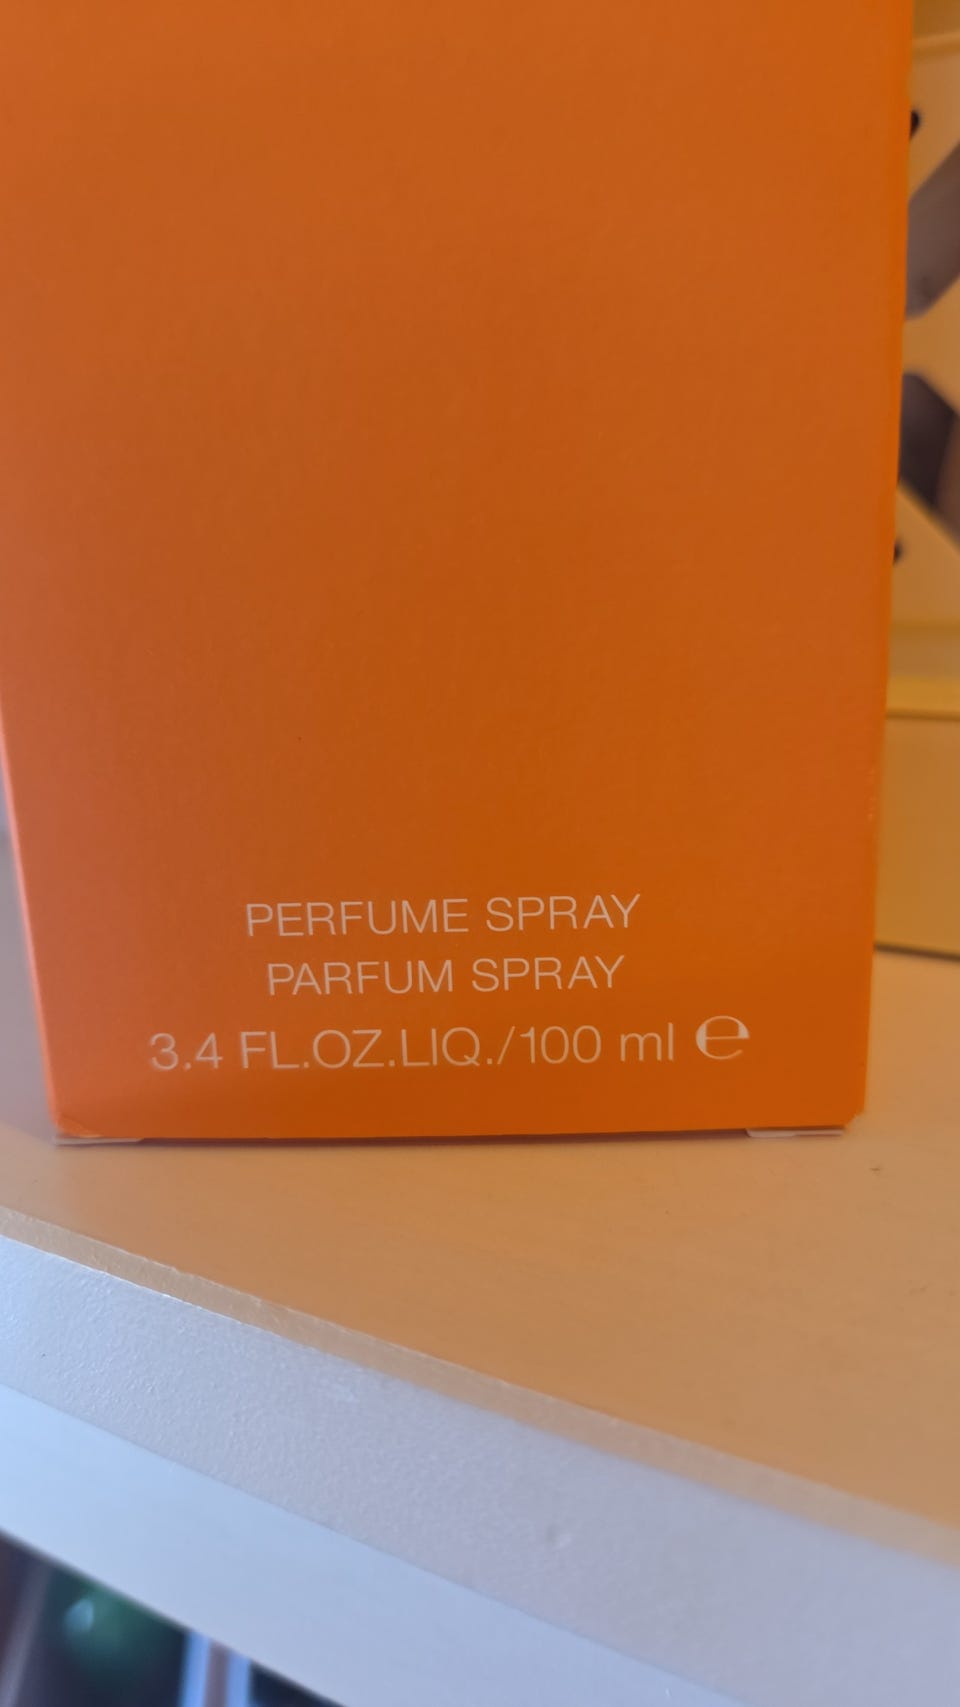 PERFUME SPRAY
PARFUM SPRAY
3.4 FL.OZ.LIQ./100 ml ℮